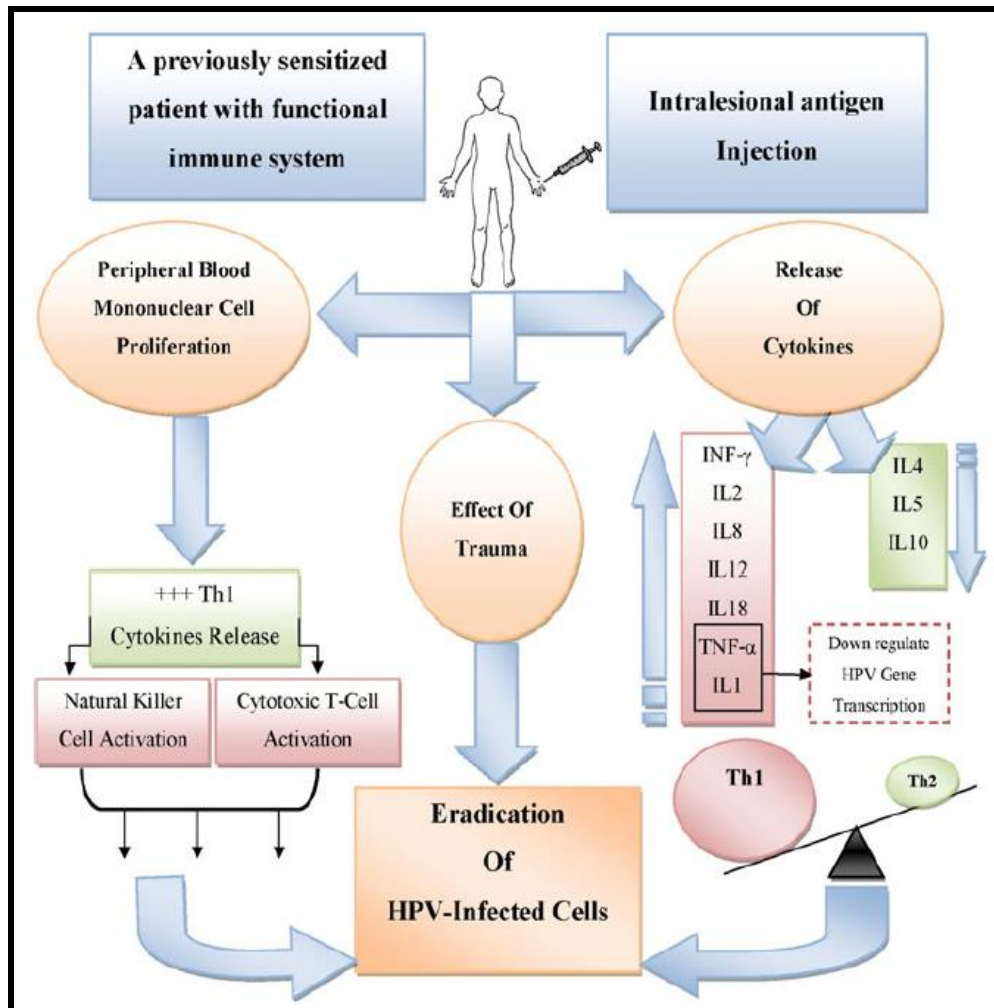 A previously sensitized
patient with functional
immune system
Intralesional antigen
Injection
Peripheral Blood
Mononuclear Cell
Proliferation
Release
Of
Cytokines
Effect Of
Trauma
INF-γ
IL2
IL8
IL12
IL18
TNF-α
IL1
IL4
IL5
IL10
Down regulate
HPV Gene
Transcription
+++ Th1
Cytokines Release
Natural Killer
Cell Activation
Cytotoxic T-Cell
Activation
Th1
Th2
Eradication
Of
HPV-Infected Cells